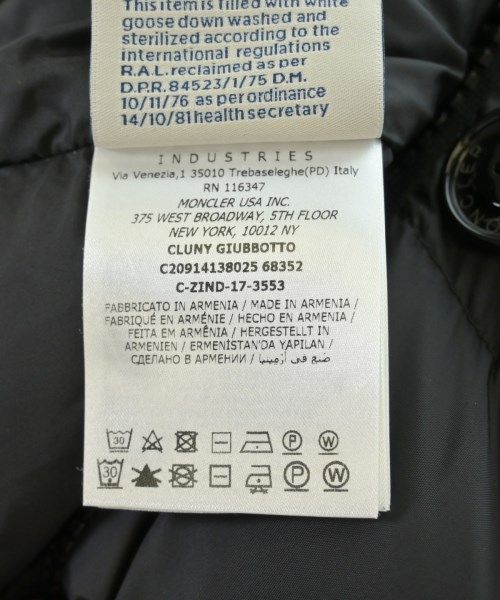 This item is filled with white
goose down washed and
sterilized according to the
international regulations
R.A.L. reclaimed as per
D.P.R. 84523/1/75 D.M.
10/11/76 as per ordinance
14/10/81 health secretary
INDUSTRIES
Via Venezia,1 35010 Trebaseleghe(PD) Italy
RN 116347
MONCLER USA INC.
375 WEST BROADWAY, 5TH FLOOR
NEW YORK, 10012 NY
CLUNY GIUBBOTTO
C20914138025 68352
C-ZIND-17-3553
FABBRICATO IN ARMENIA / MADE IN ARMENIA /
FABRIQUÉ EN ARMÉNIE / HECHO EN ARMENIA /
FEITA EM ARMÊNIA / HERGESTELLT IN
ARMENIEN / ERMENİSTAN'DA YAPILAN /
СДЕЛАНО В АРМЕНИИ / صنع في أرمينيا
30 P W
30 P W
MONCLER